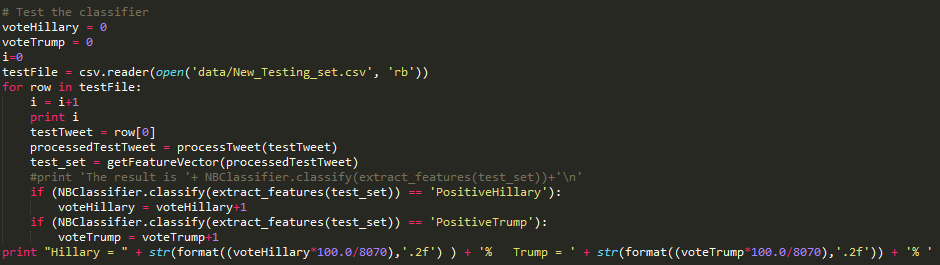 # Test the classifier
voteHillary = 0
voteTrump = 0
i=0
testFile = csv.reader(open('data/New_Testing_set.csv', 'rb'))
for row in testFile:
    i = i+1
    print i
    testTweet = row[0]
    processedTestTweet = processTweet(testTweet)
    test_set = getFeatureVector(processedTestTweet)
    #print 'The result is '+ NBClassifier.classify(extract_features(test_set))+'\n'
    if (NBClassifier.classify(extract_features(test_set)) == 'PositiveHillary'):
        voteHillary = voteHillary+1
    if (NBClassifier.classify(extract_features(test_set)) == 'PositiveTrump'):
        voteTrump = voteTrump+1
print "Hillary = " + str(format((voteHillary*100.0/8070),'.2f') ) + '%   Trump = ' + str(format((voteTrump*100.0/8070),'.2f')) + '% '